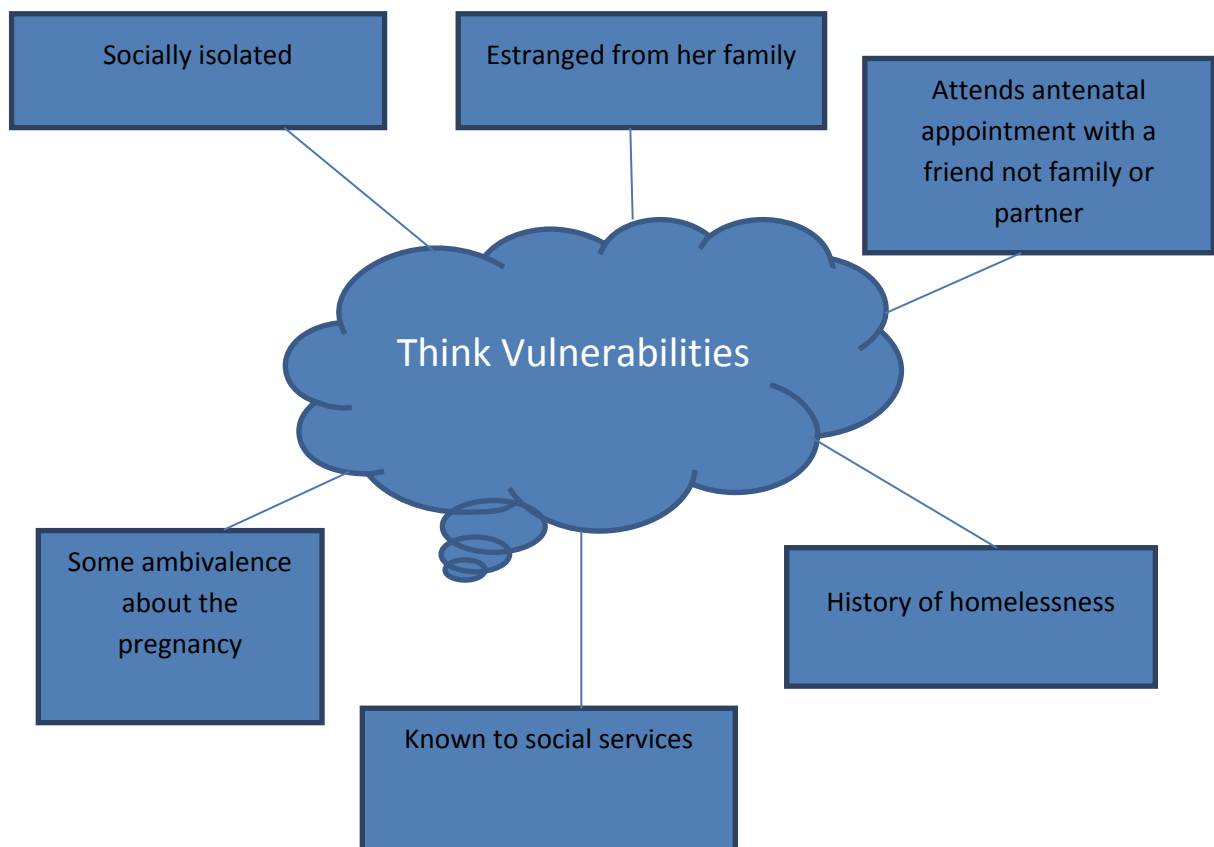 Socially isolated
Estranged from her family
Attends antenatal
appointment with a
friend not family or
partner
Think Vulnerabilities
Some ambivalence
about the
pregnancy
History of homelessness
Known to social services